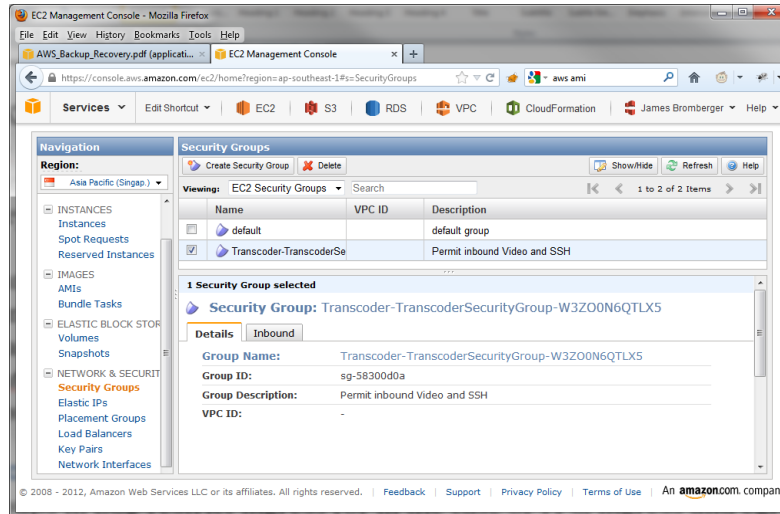 EC2 Management Console - Mozilla Firefox
File Edit View History Bookmarks Tools Help
AWS_Backup_Recovery.pdf (applicati... × EC2 Management Console × +
https://console.aws.amazon.com/ec2/home?region=ap-southeast-1#s=SecurityGroups aws ami
Services Edit Shortcut EC2 S3 RDS VPC CloudFormation James Bromberger Help
Navigation
Region:
Asia Pacific (Singap.)
INSTANCES
Instances
Spot Requests
Reserved Instances
IMAGES
AMIs
Bundle Tasks
ELASTIC BLOCK STOR
Volumes
Snapshots
NETWORK & SECURIT
Security Groups
Elastic IPs
Placement Groups
Load Balancers
Key Pairs
Network Interfaces
Security Groups
Create Security Group Delete Show/Hide Refresh Help
Viewing: EC2 Security Groups Search 1 to 2 of 2 Items
Name VPC ID Description
default default group
Transcoder-TranscoderSe Permit inbound Video and SSH
1 Security Group selected
Security Group: Transcoder-TranscoderSecurityGroup-W3ZO0N6QTLX5
Details Inbound
Group Name: Transcoder-TranscoderSecurityGroup-W3ZO0N6QTLX5
Group ID: sg-58300d0a
Group Description: Permit inbound Video and SSH
VPC ID: -
© 2008 - 2012, Amazon Web Services LLC or its affiliates. All rights reserved. | Feedback | Support | Privacy Policy | Terms of Use | An amazon.com. compan